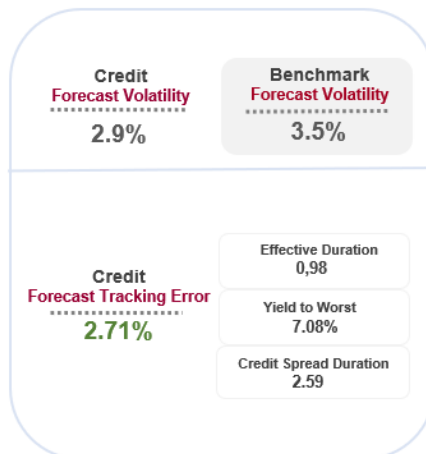 Credit
Forecast Volatility
2.9%
Benchmark
Forecast Volatility
3.5%
Credit
Forecast Tracking Error
2.71%
Effective Duration
0,98
Yield to Worst
7.08%
Credit Spread Duration
2.59